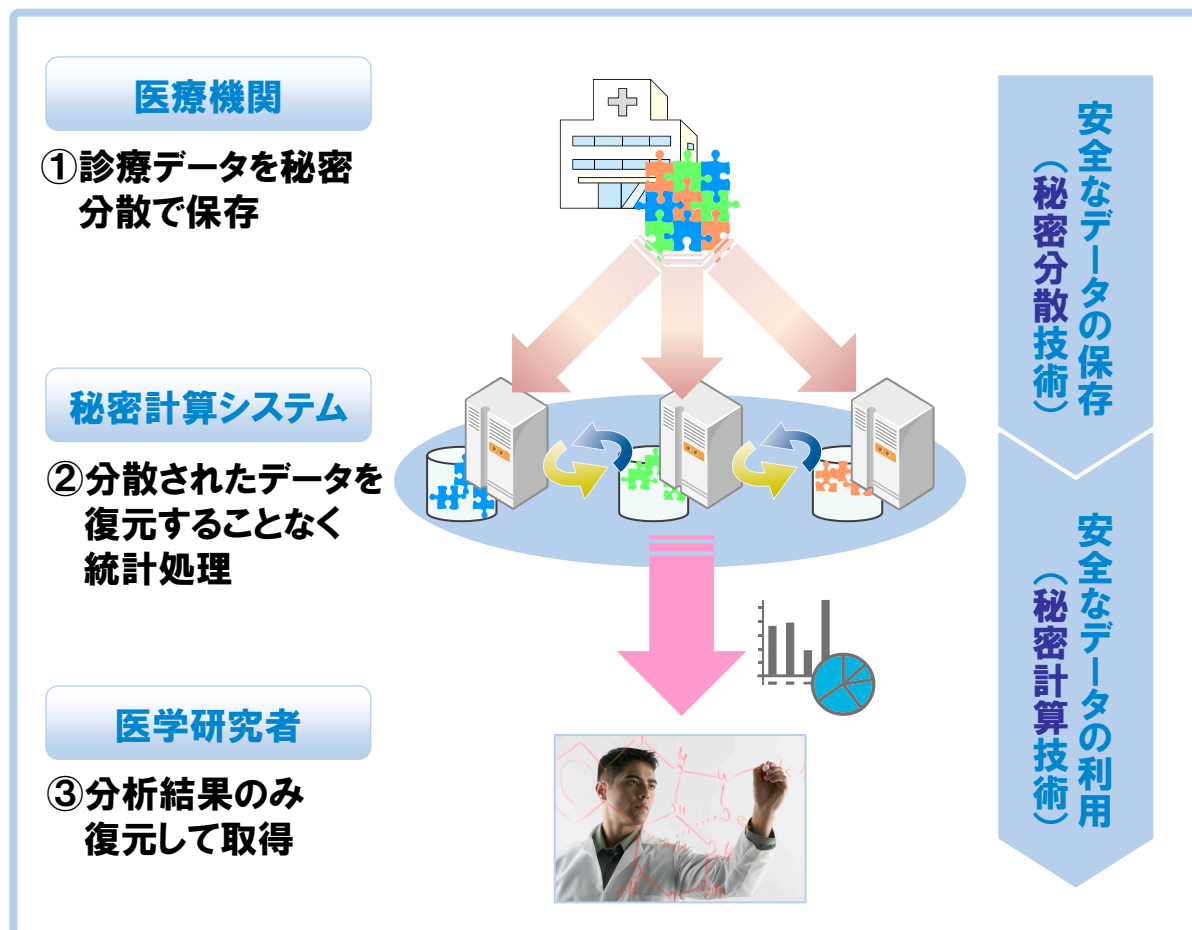 医療機関
①診療データを秘密
分散で保存
秘密計算システム
②分散されたデータを
復元することなく
統計処理
医学研究者
③分析結果のみ
復元して取得
安全なデータの保存
（秘密分散技術）
安全なデータの利用
（秘密計算技術）